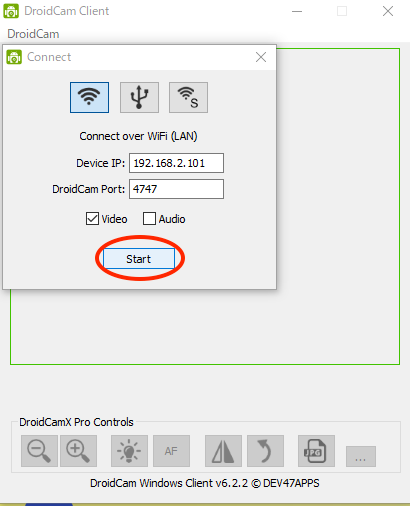 DroidCam Client
DroidCam
Connect
S
Connect over WiFi (LAN)
Device IP: 192.168.2.101
DroidCam Port: 4747
Video Audio
Start
DroidCamX Pro Controls
AF JPG ...
DroidCam Windows Client v6.2.2 © DEV47APPS